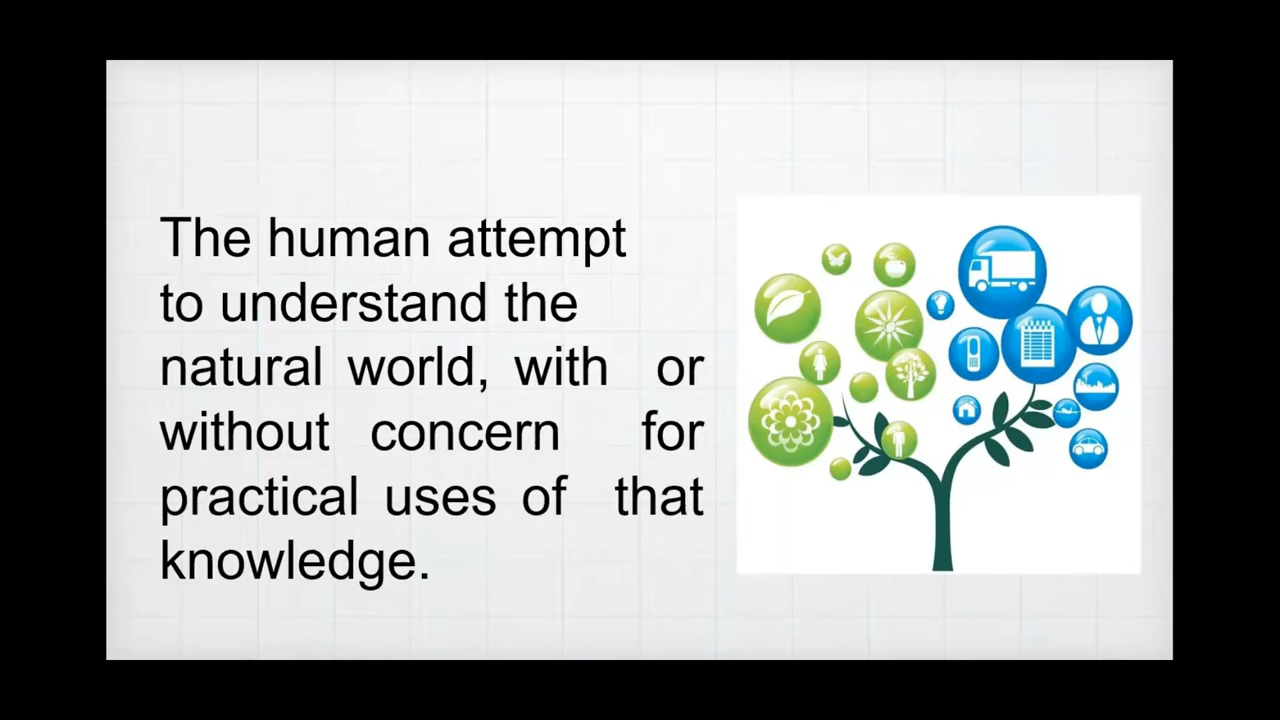 The human attempt
to understand the
natural world, with or
without concern for
practical uses of that
knowledge.